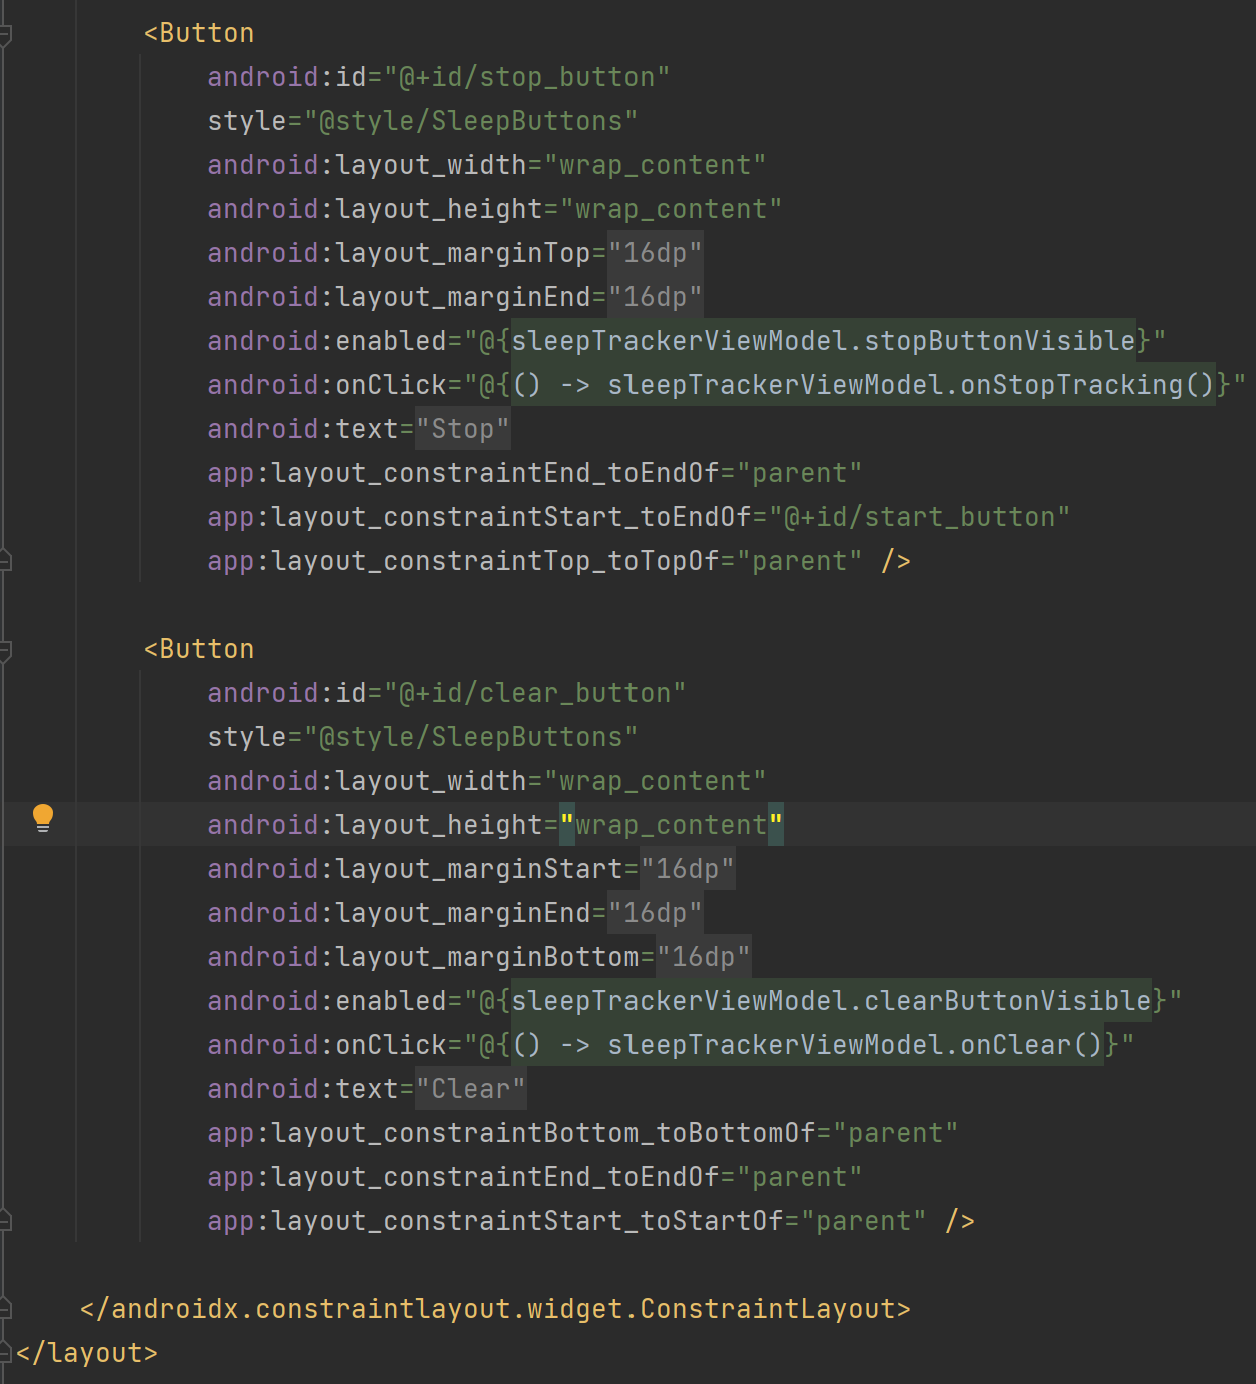 <Button
android:id="@+id/stop_button"
style="@style/SleepButtons"
android:layout_width="wrap_content"
android:layout_height="wrap_content"
android:layout_marginTop="16dp"
android:layout_marginEnd="16dp"
android:enabled="@{sleepTrackerViewModel.stopButtonVisible}"
android:onClick="@{() -> sleepTrackerViewModel.onStopTracking()}"
android:text="Stop"
app:layout_constraintEnd_toEndOf="parent"
app:layout_constraintStart_toEndOf="@+id/start_button"
app:layout_constraintTop_toTopOf="parent" />
<Button
android:id="@+id/clear_button"
style="@style/SleepButtons"
android:layout_width="wrap_content"
android:layout_height="wrap_content"
android:layout_marginStart="16dp"
android:layout_marginEnd="16dp"
android:layout_marginBottom="16dp"
android:enabled="@{sleepTrackerViewModel.clearButtonVisible}"
android:onClick="@{() -> sleepTrackerViewModel.onClear()}"
android:text="Clear"
app:layout_constraintBottom_toBottomOf="parent"
app:layout_constraintEnd_toEndOf="parent"
app:layout_constraintStart_toStartOf="parent" />
</androidx.constraintlayout.widget.ConstraintLayout>
</layout>